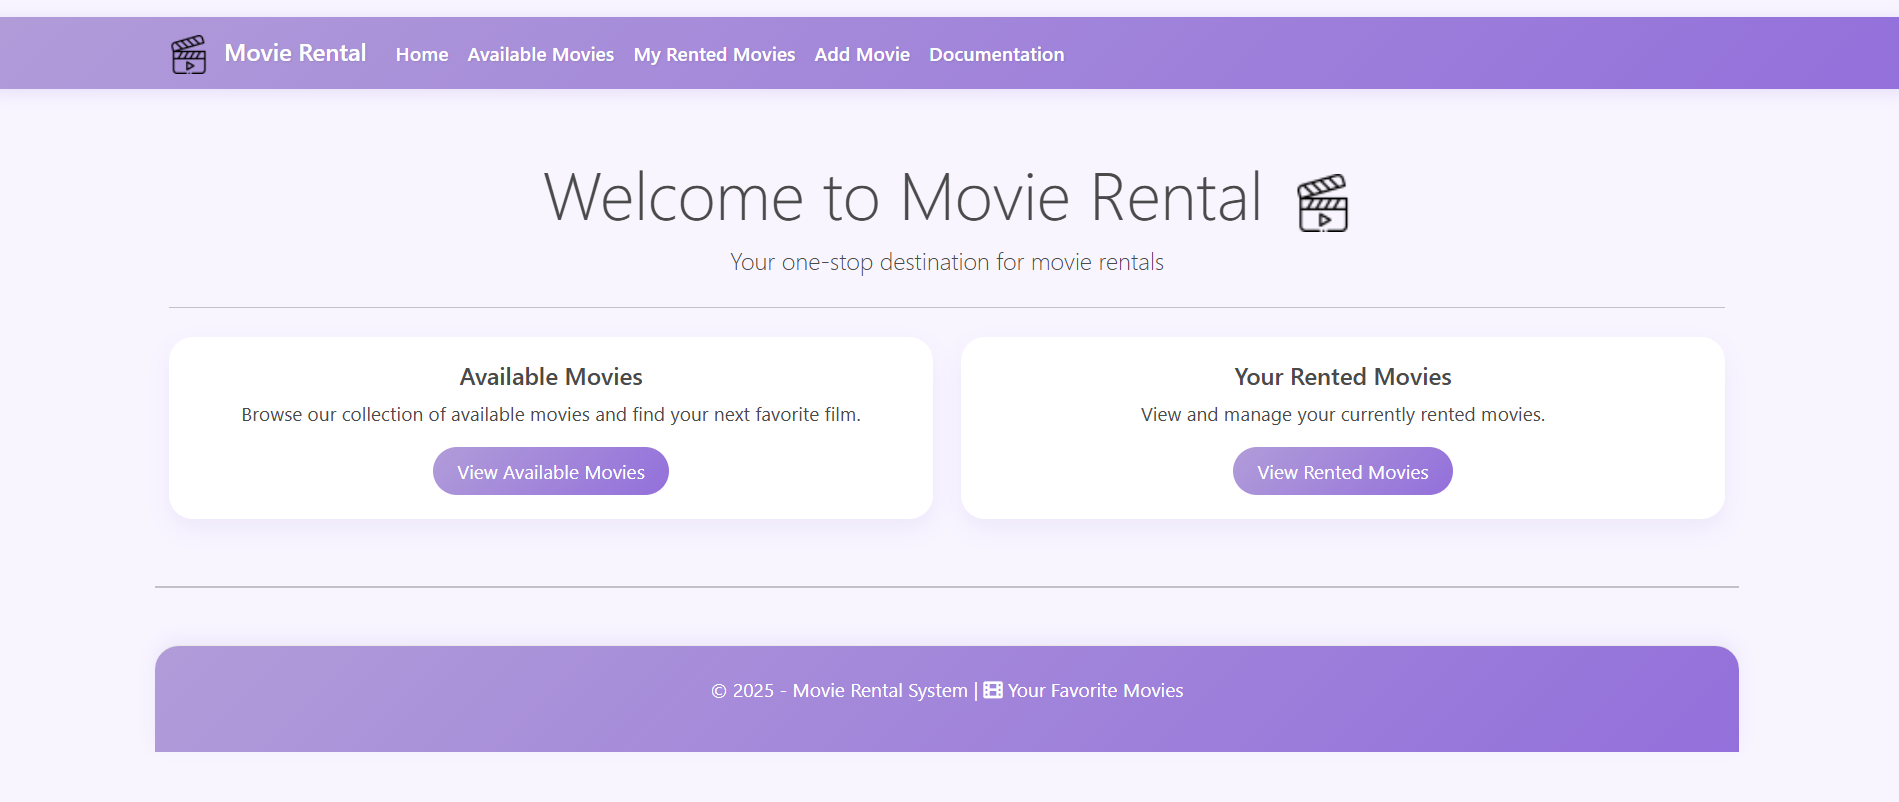 Movie Rental Home Available Movies My Rented Movies Add Movie Documentation
Welcome to Movie Rental
Your one-stop destination for movie rentals
Available Movies
Browse our collection of available movies and find your next favorite film.
View Available Movies
Your Rented Movies
View and manage your currently rented movies.
View Rented Movies
© 2025 - Movie Rental System | Your Favorite Movies